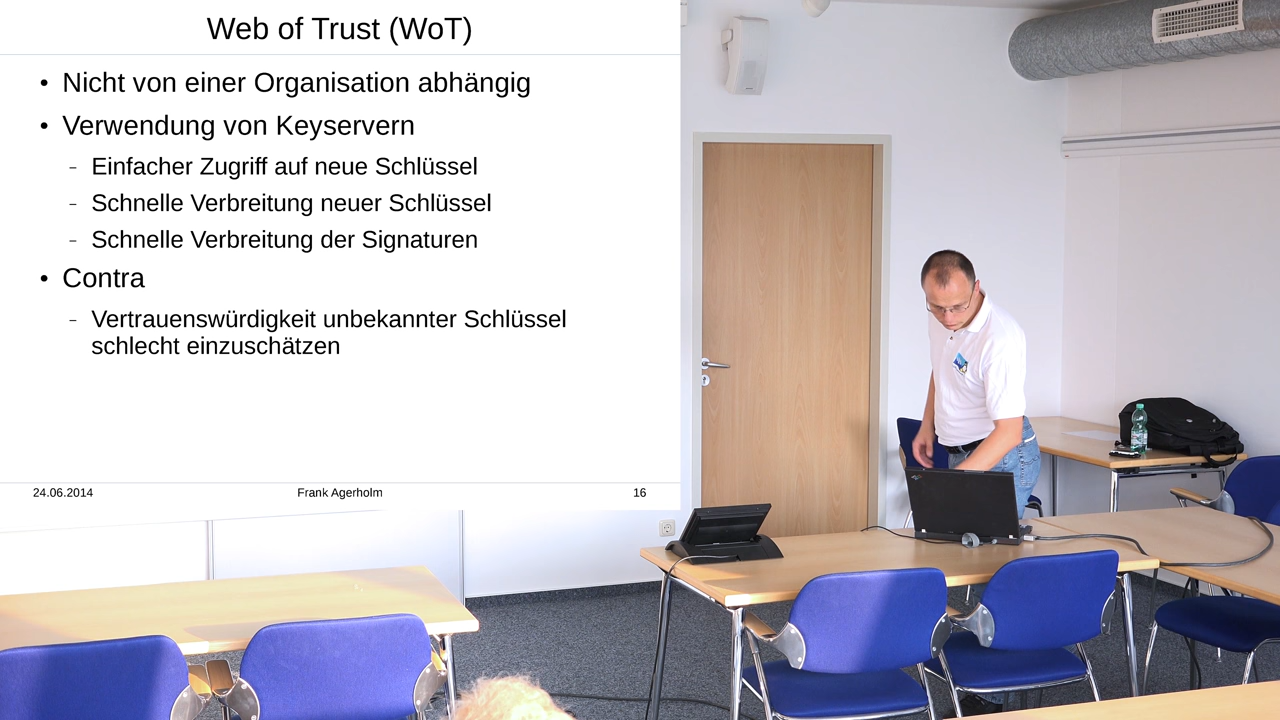 Web of Trust (WoT)
• Nicht von einer Organisation abhängig
• Verwendung von Keyservern
– Einfacher Zugriff auf neue Schlüssel
– Schnelle Verbreitung neuer Schlüssel
– Schnelle Verbreitung der Signaturen
• Contra
– Vertrauenswürdigkeit unbekannter Schlüssel
schlecht einzuschätzen
24.06.2014 Frank Agerholm 16